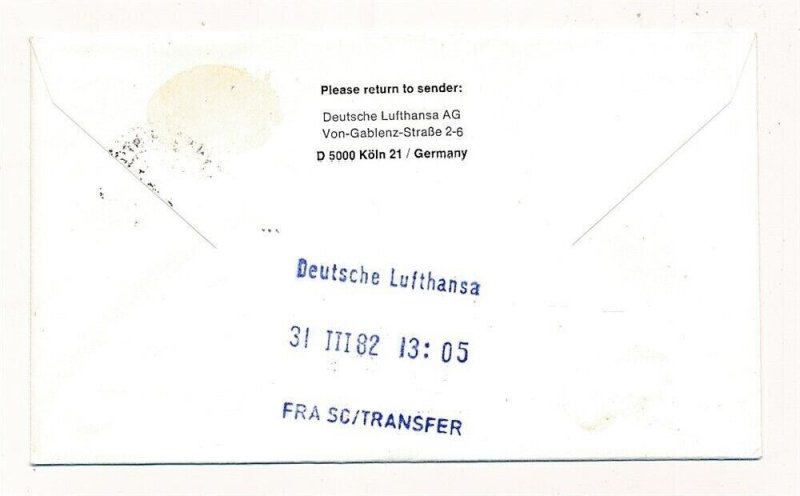 Please return to sender:
Deutsche Lufthansa AG
Von-Gablenz-Straße 2-6
D 5000 Köln 21 / Germany
Deutsche Lufthansa
31 III 82 13: 05
FRA SC/TRANSFER